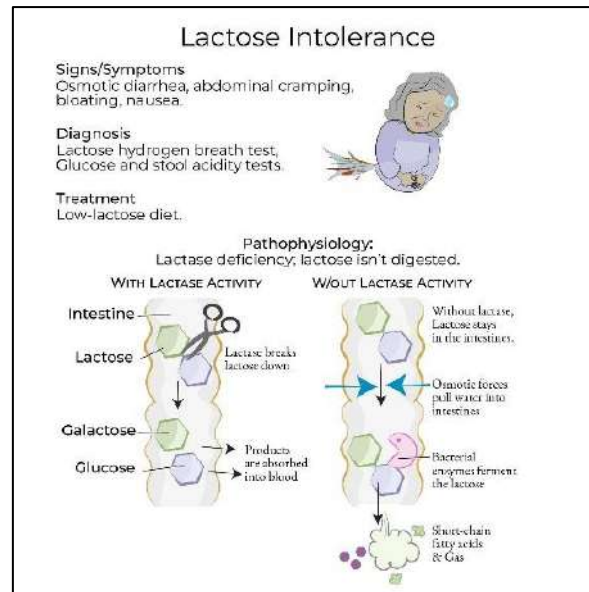 Lactose Intolerance
Signs/Symptoms
Osmotic diarrhea, abdominal cramping,
bloating, nausea.
Diagnosis
Lactose hydrogen breath test,
Glucose and stool acidity tests.
Treatment
Low-lactose diet.
Pathophysiology:
Lactase deficiency; lactose isn't digested.
WITH LACTASE ACTIVITY
Intestine
Lactose
Lactase breaks
lactose down
Galactose
Glucose
Products
are absorbed
into blood
W/OUT LACTASE ACTIVITY
Without lactase,
Lactose stays
in the intestines.
Osmotic forces
pull water into
intestines
Bacterial
enzymes ferment
the lactose
Short-chain
fatty acids
& Gas